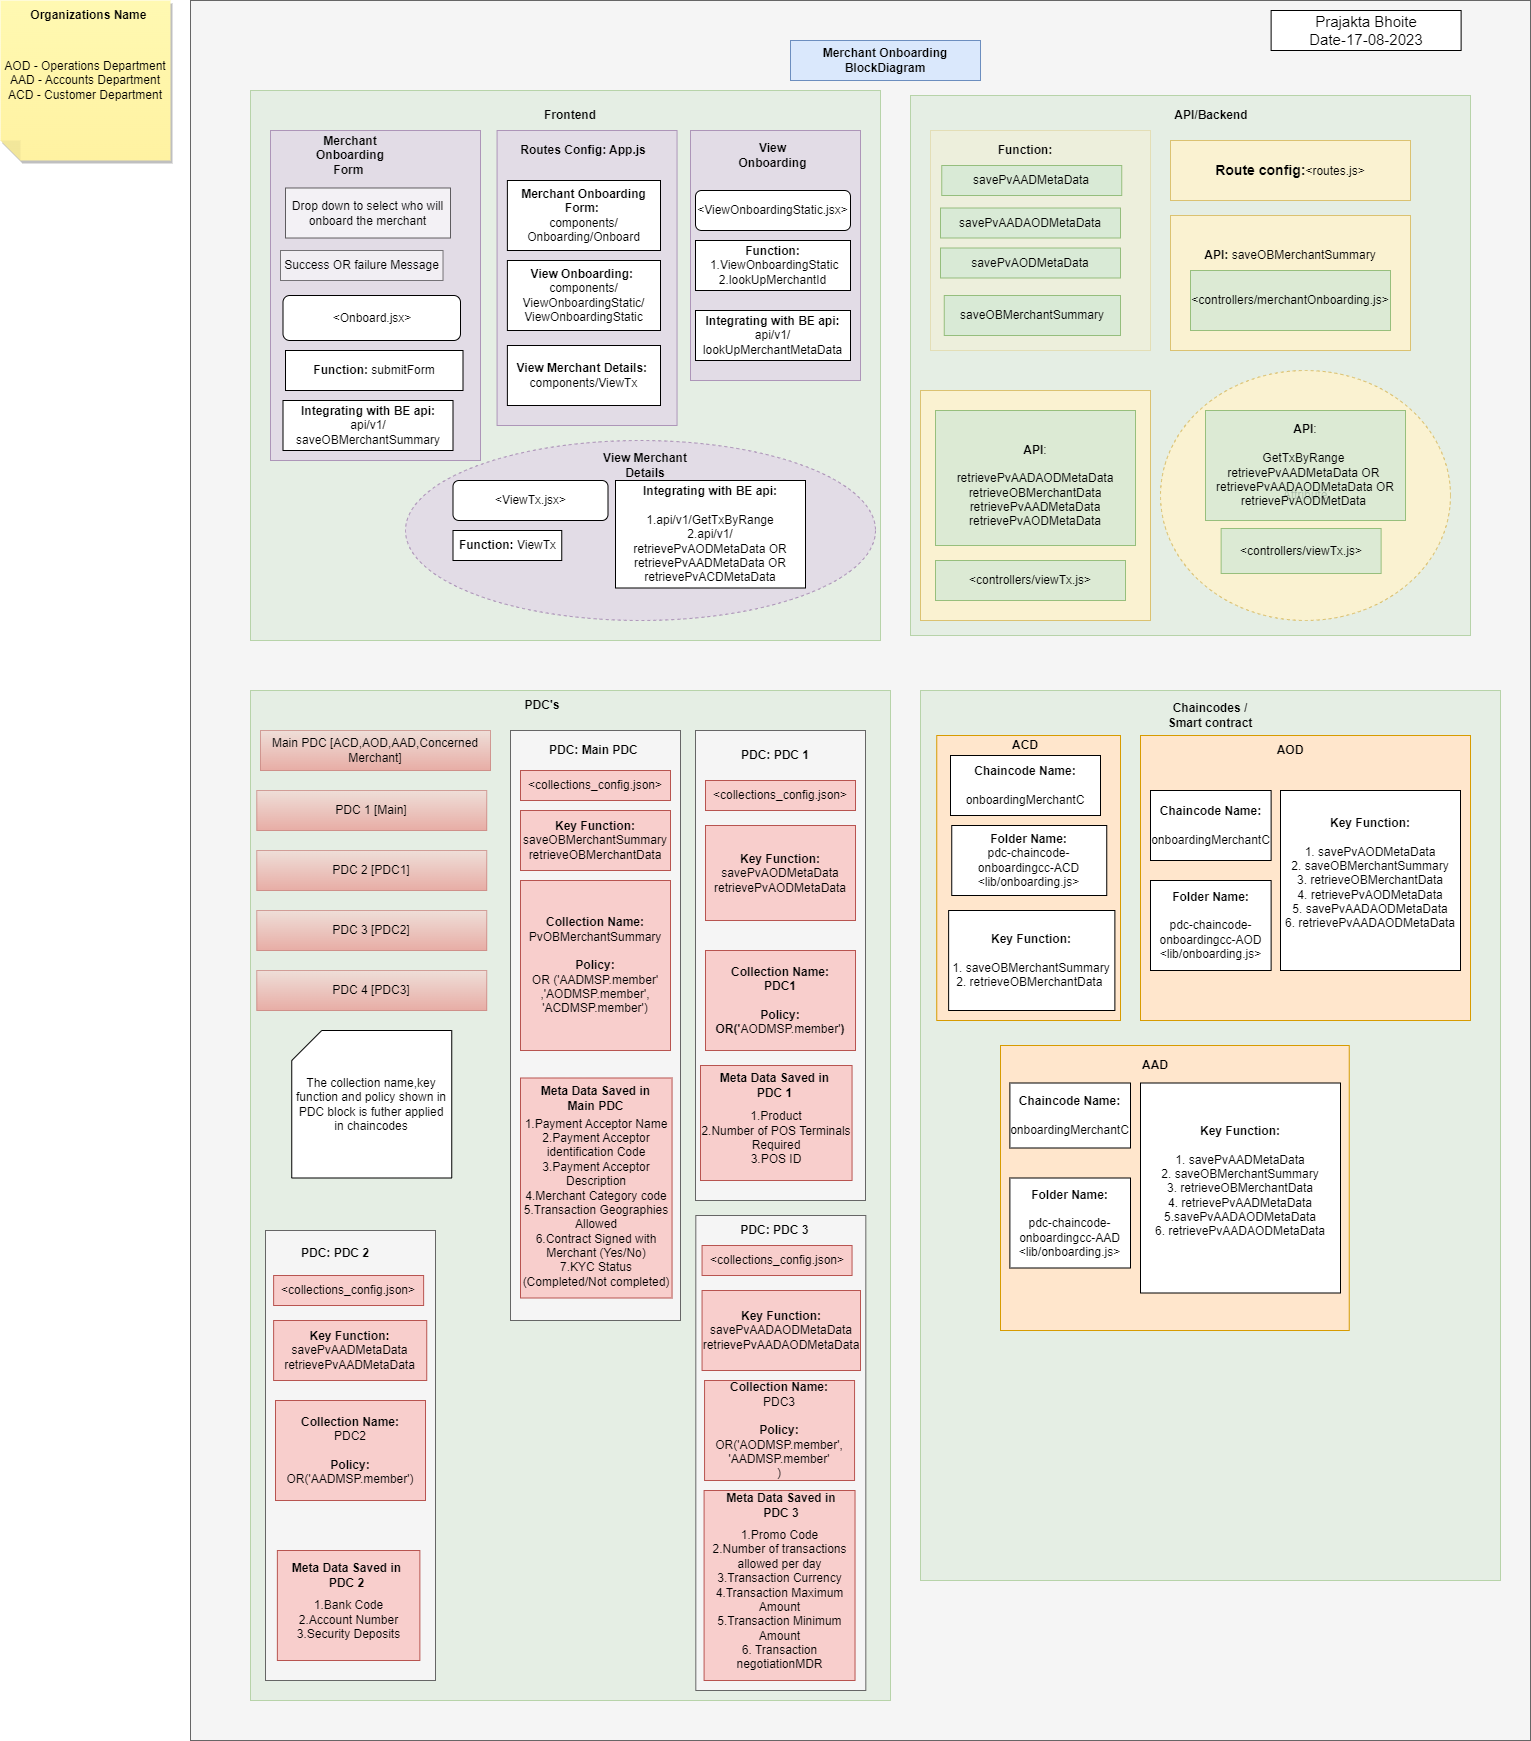 Organizations Name
AOD - Operations Department
AAD - Accounts Department
ACD - Customer Department
Prajakta Bhoite
Date-17-08-2023
Merchant Onboarding
BlockDiagram
Frontend
Merchant
Onboarding
Form
Drop down to select who will
onboard the merchant
Success OR failure Message
<Onboard.jsx>
Function: submitForm
Integrating with BE api:
api/v1/
saveOBMerchantSummary
Routes Config: App.js
Merchant Onboarding
Form:
components/
Onboarding/Onboard
View Onboarding:
components/
ViewOnboardingStatic/
ViewOnboardingStatic
View Merchant Details:
components/ViewTx
View
Onboarding
<ViewOnboardingStatic.jsx>
Function:
1.ViewOnboardingStatic
2.lookUpMerchantId
Integrating with BE api:
api/v1/
lookUpMerchantMetaData
View Merchant
Details
<ViewTx.jsx>
Function: ViewTx
Integrating with BE api:
1.api/v1/GetTxByRange
2.api/v1/
retrievePvAODMetaData OR
retrievePvAADMetaData OR
retrievePvACDMetaData
API/Backend
Function:
savePvAADMetaData
savePvAADAODMetaData
savePvAODMetaData
saveOBMerchantSummary
Route config:<routes.js>
API: saveOBMerchantSummary
<controllers/merchantOnboarding.js>
API:
retrievePvAADAODMetaData
retrieveOBMerchantData
retrievePvAADMetaData
retrievePvAODMetaData
<controllers/viewTx.js>
API:
GetTxByRange
retrievePvAADMetaData OR
retrievePvAADAODMetaData OR
retrievePvAODMetData
<controllers/viewTx.js>
PDC's
Main PDC [ACD,AOD,AAD,Concerned
Merchant]
PDC 1 [Main]
PDC 2 [PDC1]
PDC 3 [PDC2]
PDC 4 [PDC3]
The collection name,key
function and policy shown in
PDC block is futher applied
in chaincodes
PDC: Main PDC
<collections_config.json>
Key Function:
saveOBMerchantSummary
retrieveOBMerchantData
Collection Name:
PvOBMerchantSummary
Policy:
OR ('AADMSP.member'
,'AODMSP.member',
'ACDMSP.member')
Meta Data Saved in
Main PDC
1.Payment Acceptor Name
2.Payment Acceptor
identification Code
3.Payment Acceptor
Description
4.Merchant Category code
5.Transaction Geographies
Allowed
6.Contract Signed with
Merchant (Yes/No)
7.KYC Status
(Completed/Not completed)
PDC: PDC 1
<collections_config.json>
Key Function:
savePvAODMetaData
retrievePvAODMetaData
Collection Name:
PDC1
Policy:
OR('AODMSP.member')
Meta Data Saved in
PDC 1
1.Product
2.Number of POS Terminals
Required
3.POS ID
PDC: PDC 2
<collections_config.json>
Key Function:
savePvAADMetaData
retrievePvAADMetaData
Collection Name:
PDC2
Policy:
OR('AADMSP.member')
Meta Data Saved in
PDC 2
1.Bank Code
2.Account Number
3.Security Deposits
PDC: PDC 3
<collections_config.json>
Key Function:
savePvAADAODMetaData
retrievePvAADAODMetaData
Collection Name:
PDC3
Policy:
OR('AODMSP.member',
'AADMSP.member'
)
Meta Data Saved in
PDC 3
1.Promo Code
2.Number of transactions
allowed per day
3.Transaction Currency
4.Transaction Maximum
Amount
5.Transaction Minimum
Amount
6. Transaction
negotiationMDR
Chaincodes /
Smart contract
ACD
Chaincode Name:
onboardingMerchantC
Folder Name:
pdc-chaincode-
onboardingcc-ACD
<lib/onboarding.js>
Key Function:
1. saveOBMerchantSummary
2. retrieveOBMerchantData
AOD
Chaincode Name:
onboardingMerchantC
Folder Name:
pdc-chaincode-
onboardingcc-AOD
<lib/onboarding.js>
Key Function:
1. savePvAODMetaData
2. saveOBMerchantSummary
3. retrieveOBMerchantData
4. retrievePvAODMetaData
5. savePvAADAODMetaData
6. retrievePvAADAODMetaData
AAD
Chaincode Name:
onboardingMerchantC
Folder Name:
pdc-chaincode-
onboardingcc-AAD
<lib/onboarding.js>
Key Function:
1. savePvAADMetaData
2. saveOBMerchantSummary
3. retrieveOBMerchantData
4. retrievePvAADMetaData
5.savePvAADAODMetaData
6. retrievePvAADAODMetaData